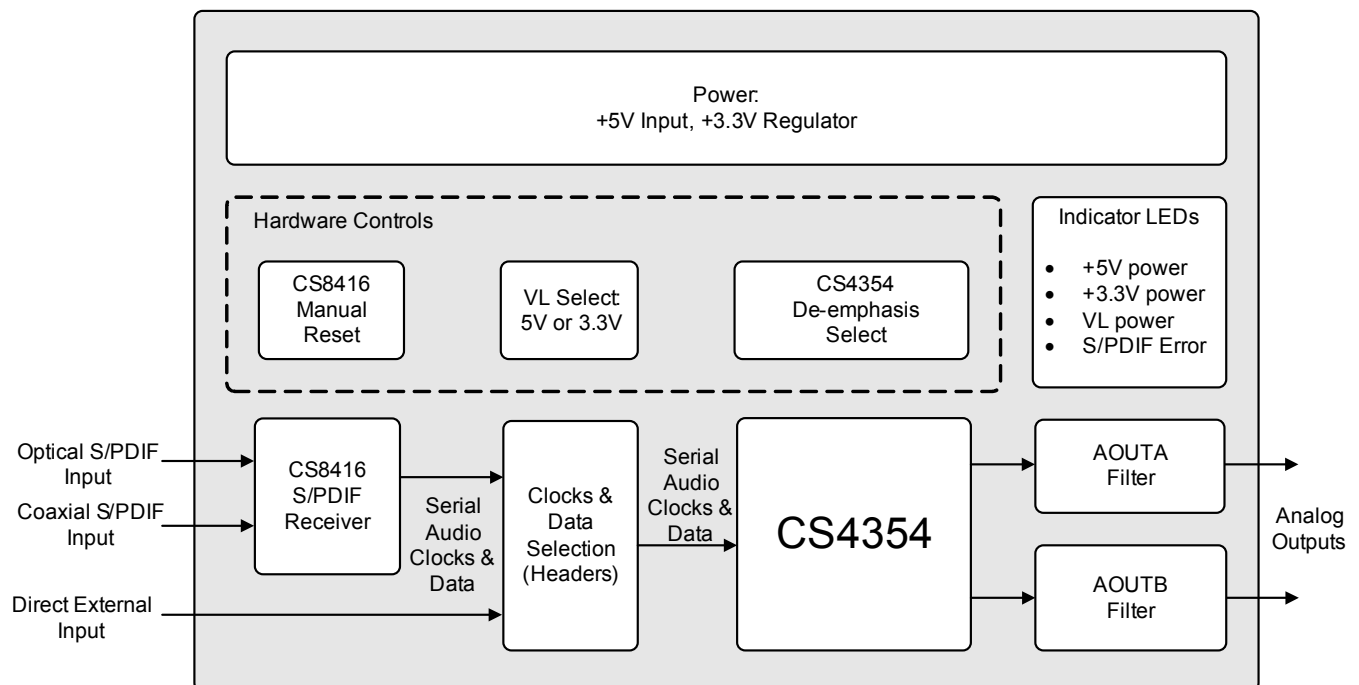 Power:
+5V Input, +3.3V Regulator
Hardware Controls
CS8416
Manual
Reset
VL Select:
5V or 3.3V
CS4354
De-emphasis
Select
Indicator LEDs
• +5V power
• +3.3V power
• VL power
• S/PDIF Error
Optical S/PDIF
Input
Coaxial S/PDIF
Input
Direct External
Input
CS8416
S/PDIF
Receiver
Serial
Audio
Clocks &
Data
Clocks &
Data
Selection
(Headers)
Serial
Audio
Clocks &
Data
CS4354
AOUTA
Filter
AOUTB
Filter
Analog
Outputs